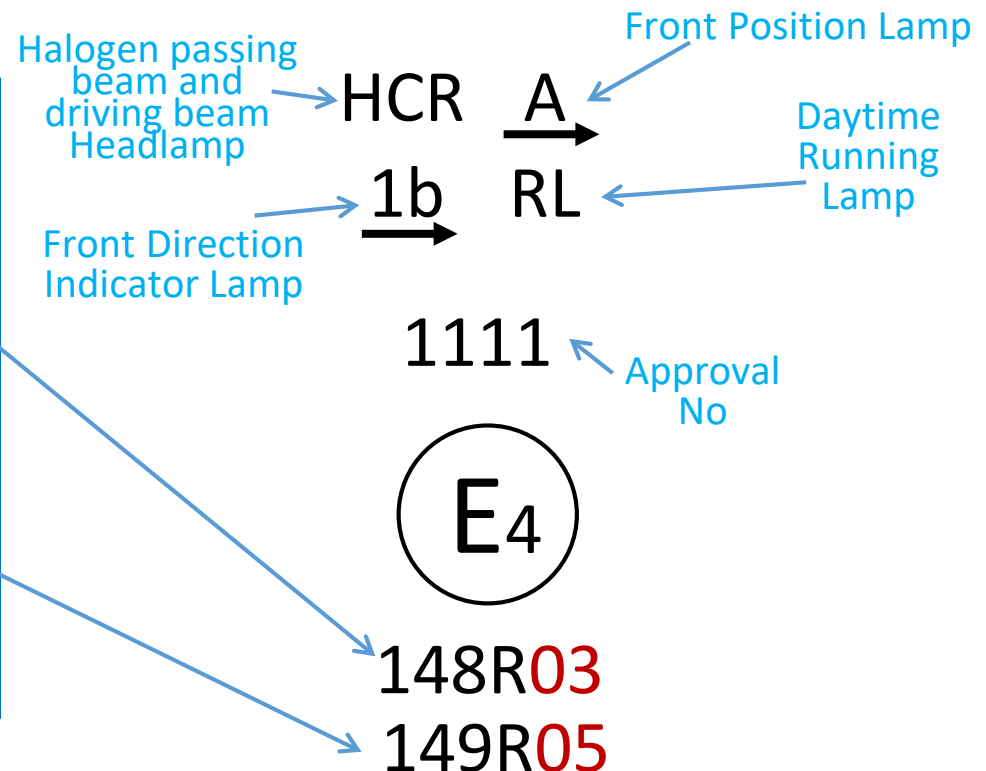 Halogen passing
beam and
driving beam
Headlamp
Front Position Lamp
HCR A
Daytime
Running
Lamp
1b RL
Front Direction
Indicator Lamp
1111
Approval
No
E4
148R03
149R05